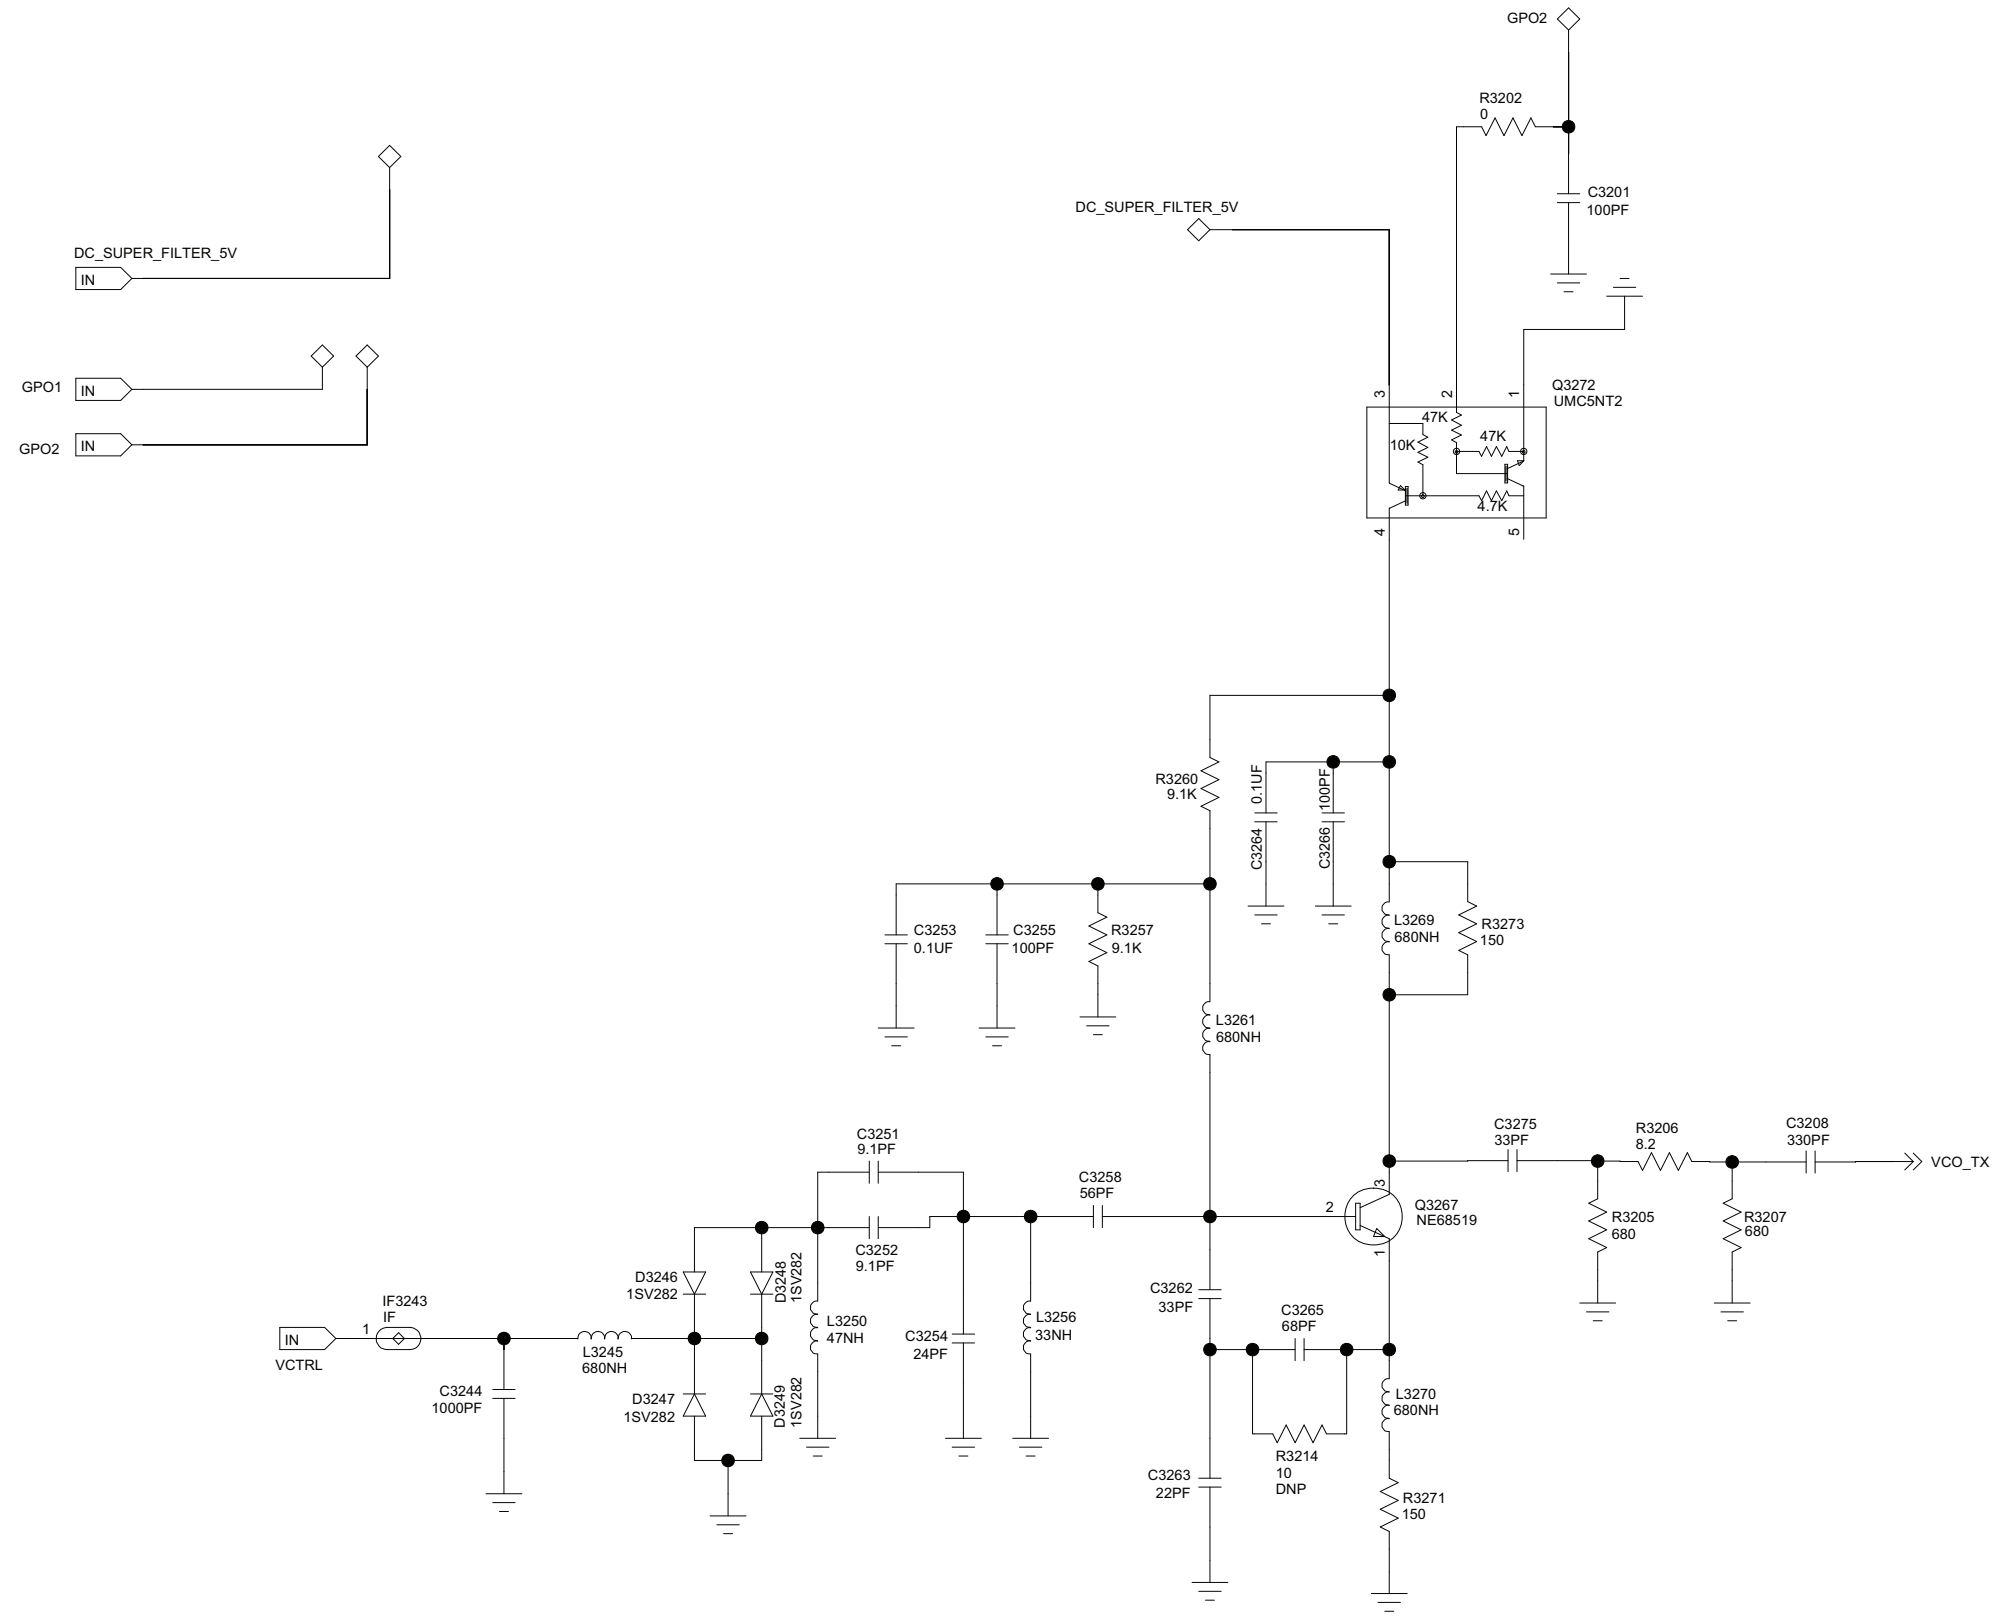 GPO2
R3202
0
C3201
100PF
DC_SUPER_FILTER_5V
DC_SUPER_FILTER_5V
IN
GPO1
IN
GPO2
IN
3
2
1
Q3272
UMC5NT2
47K
47K
10K
4.7K
4
5
R3260
9.1K
C3264
0.1UF
C3266
100PF
C3253
0.1UF
C3255
100PF
R3257
9.1K
L3269
680NH
R3273
150
L3261
680NH
C3251
9.1PF
C3252
9.1PF
C3258
56PF
C3275
33PF
R3206
8.2
C3208
330PF
VCO_TX
3
2
1
Q3267
NE68519
R3205
680
R3207
680
D3246
1SV282
D3248
1SV282
IF3243
IF
1
IN
VCTRL
L3245
680NH
L3250
47NH
C3254
24PF
L3256
33NH
C3262
33PF
C3265
68PF
C3244
1000PF
D3247
1SV282
D3249
1SV282
L3270
680NH
C3263
22PF
R3214
10
DNP
R3271
150